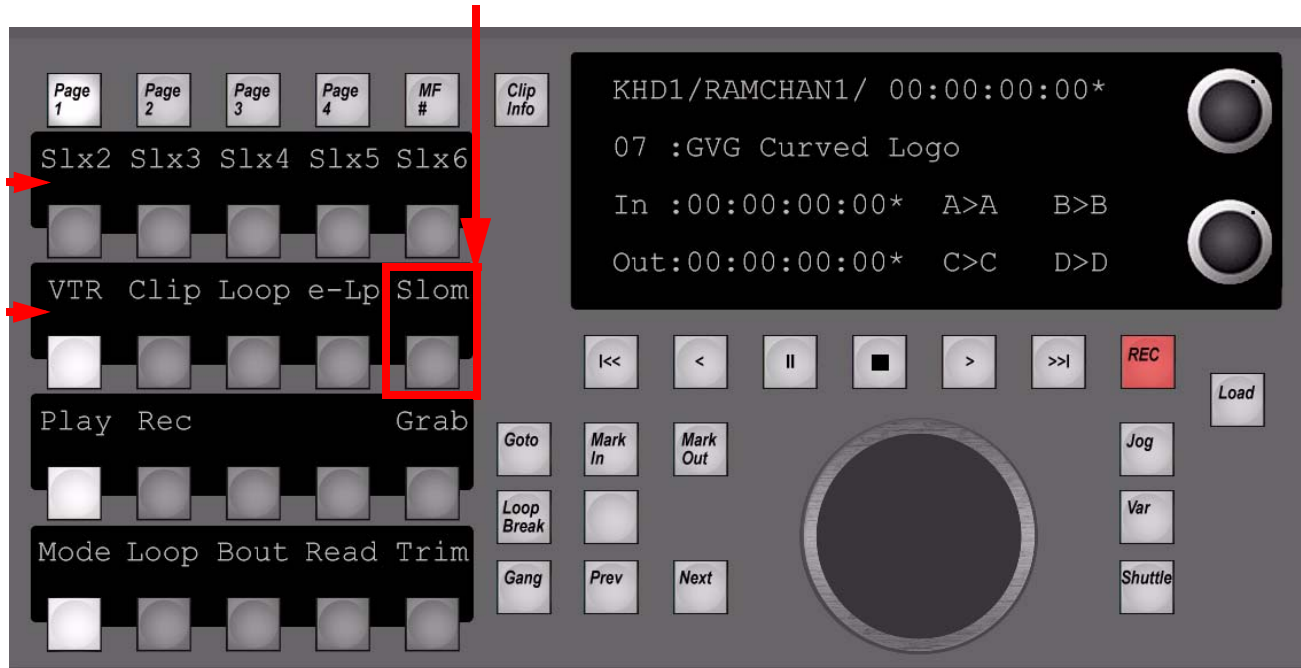 Page 1
Page 2
Page 3
Page 4
MF #
Clip Info
Slx2 Slx3 Slx4 Slx5 Slx6
VTR Clip Loop e-Lp Slom
Play Rec Grab
Mode Loop Bout Read Trim
KHD1/RAMCHAN1/ 00:00:00:00*
07 :GVG Curved Logo
In :00:00:00:00* A>A B>B
Out:00:00:00:00* C>C D>D
I<<
<
II
>
>>I
REC
Load
Goto
Mark In
Mark Out
Jog
Loop Break
Var
Gang
Prev
Next
Shuttle